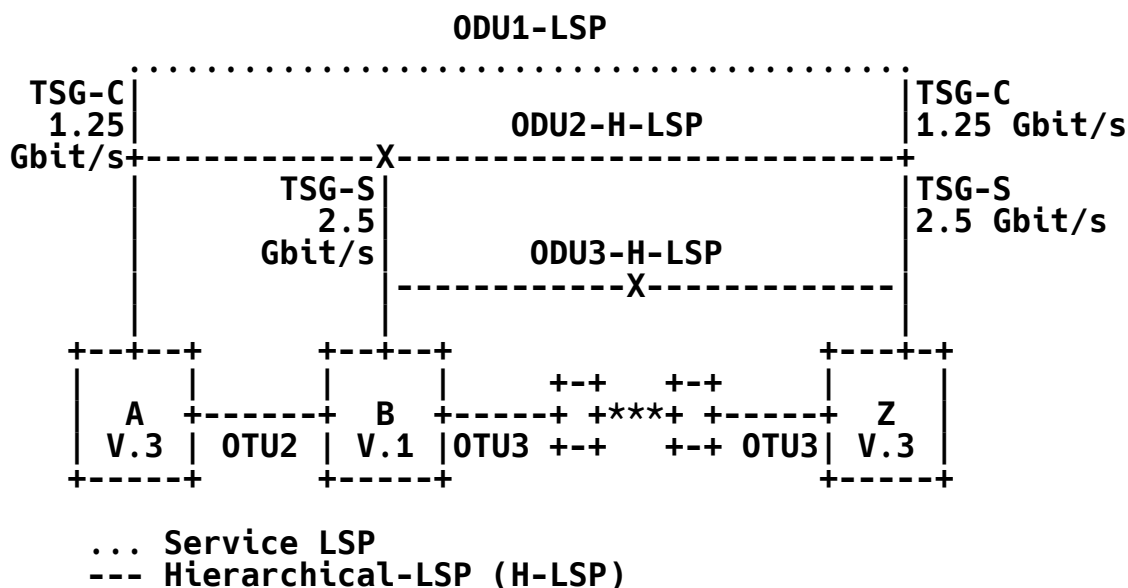 ODU1-LSP
.................................................
TSG-C| |TSG-C
1.25| ODU2-H-LSP |1.25 Gbit/s
Gbit/s+------------X--------------------------+
| TSG-S| |TSG-S
| 2.5| |2.5 Gbit/s
| Gbit/s| ODU3-H-LSP |
| |------------X-------------|
| | |
+--+--+ +--+--+ +---+-+
| | | | +-+ +-+ | |
| A +------+ B +-----+ +***+ +-----+ Z |
| V.3 | OTU2 | V.1 |OTU3 +-+ +-+ OTU3| V.3 |
+-----+ +-----+ +-----+
... Service LSP
--- Hierarchical-LSP (H-LSP)